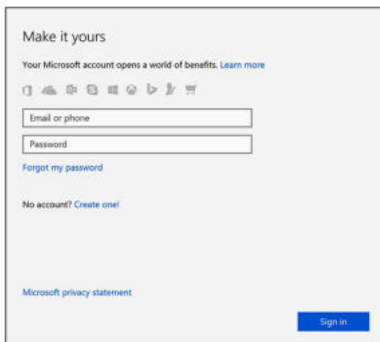 Make it yours
Your Microsoft account opens a world of benefits. Learn more
Email or phone
Password
Forgot my password
No account? Create one!
Microsoft privacy statement
Sign in